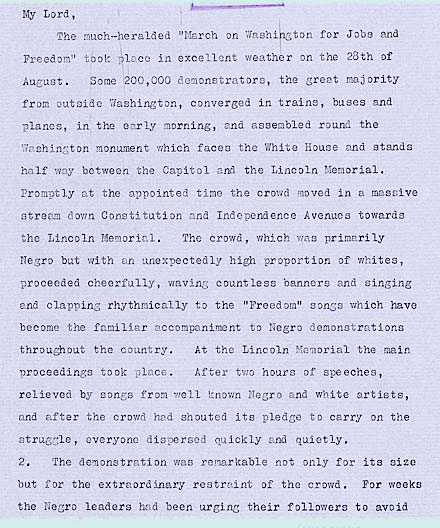 My Lord,
The much-heralded "March on Washington for Jobs and
Freedom" took place in excellent weather on the 28th of
August. Some 200,000 demonstrators, the great majority
from outside Washington, converged in trains, buses and
planes, in the early morning, and assembled round the
Washington monument which faces the White House and stands
half way between the Capitol and the Lincoln Memorial.
Promptly at the appointed time the crowd moved in a massive
stream down Constitution and Independence Avenues towards
the Lincoln Memorial. The crowd, which was primarily
Negro but with an unexpectedly high proportion of whites,
proceeded cheerfully, waving countless banners and singing
and clapping rhythmically to the "Freedom" songs which have
become the familiar accompaniment to Negro demonstrations
throughout the country. At the Lincoln Memorial the main
proceedings took place. After two hours of speeches,
relieved by songs from well known Negro and white artists,
and after the crowd had shouted its pledge to carry on the
struggle, everyone dispersed quickly and quietly.
2. The demonstration was remarkable not only for its size
but for the extraordinary restraint of the crowd. For weeks
the Negro leaders had been urging their followers to avoid